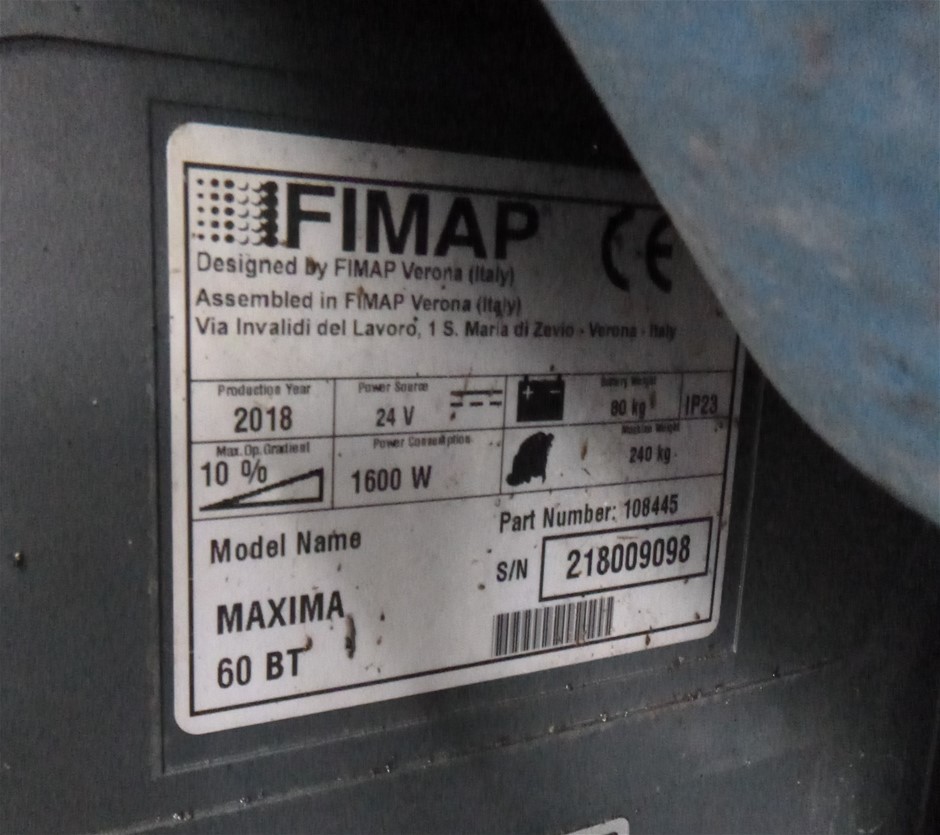 FIMAP
CE
Designed by FIMAP Verona (Italy)
Assembled in FIMAP Verona (Italy)
Via Invalidi del Lavoro, 1 S. Maria di Zevio - Verona - Italy
Production Year
2018
Power Source
24 V
Battery Weight
80 kg
IP23
Max. Op. Gradient
10 %
Power Consumption
1600 W
Machine Weight
240 kg
Part Number: 108445
Model Name
S/N 218009098
MAXIMA
60 BT